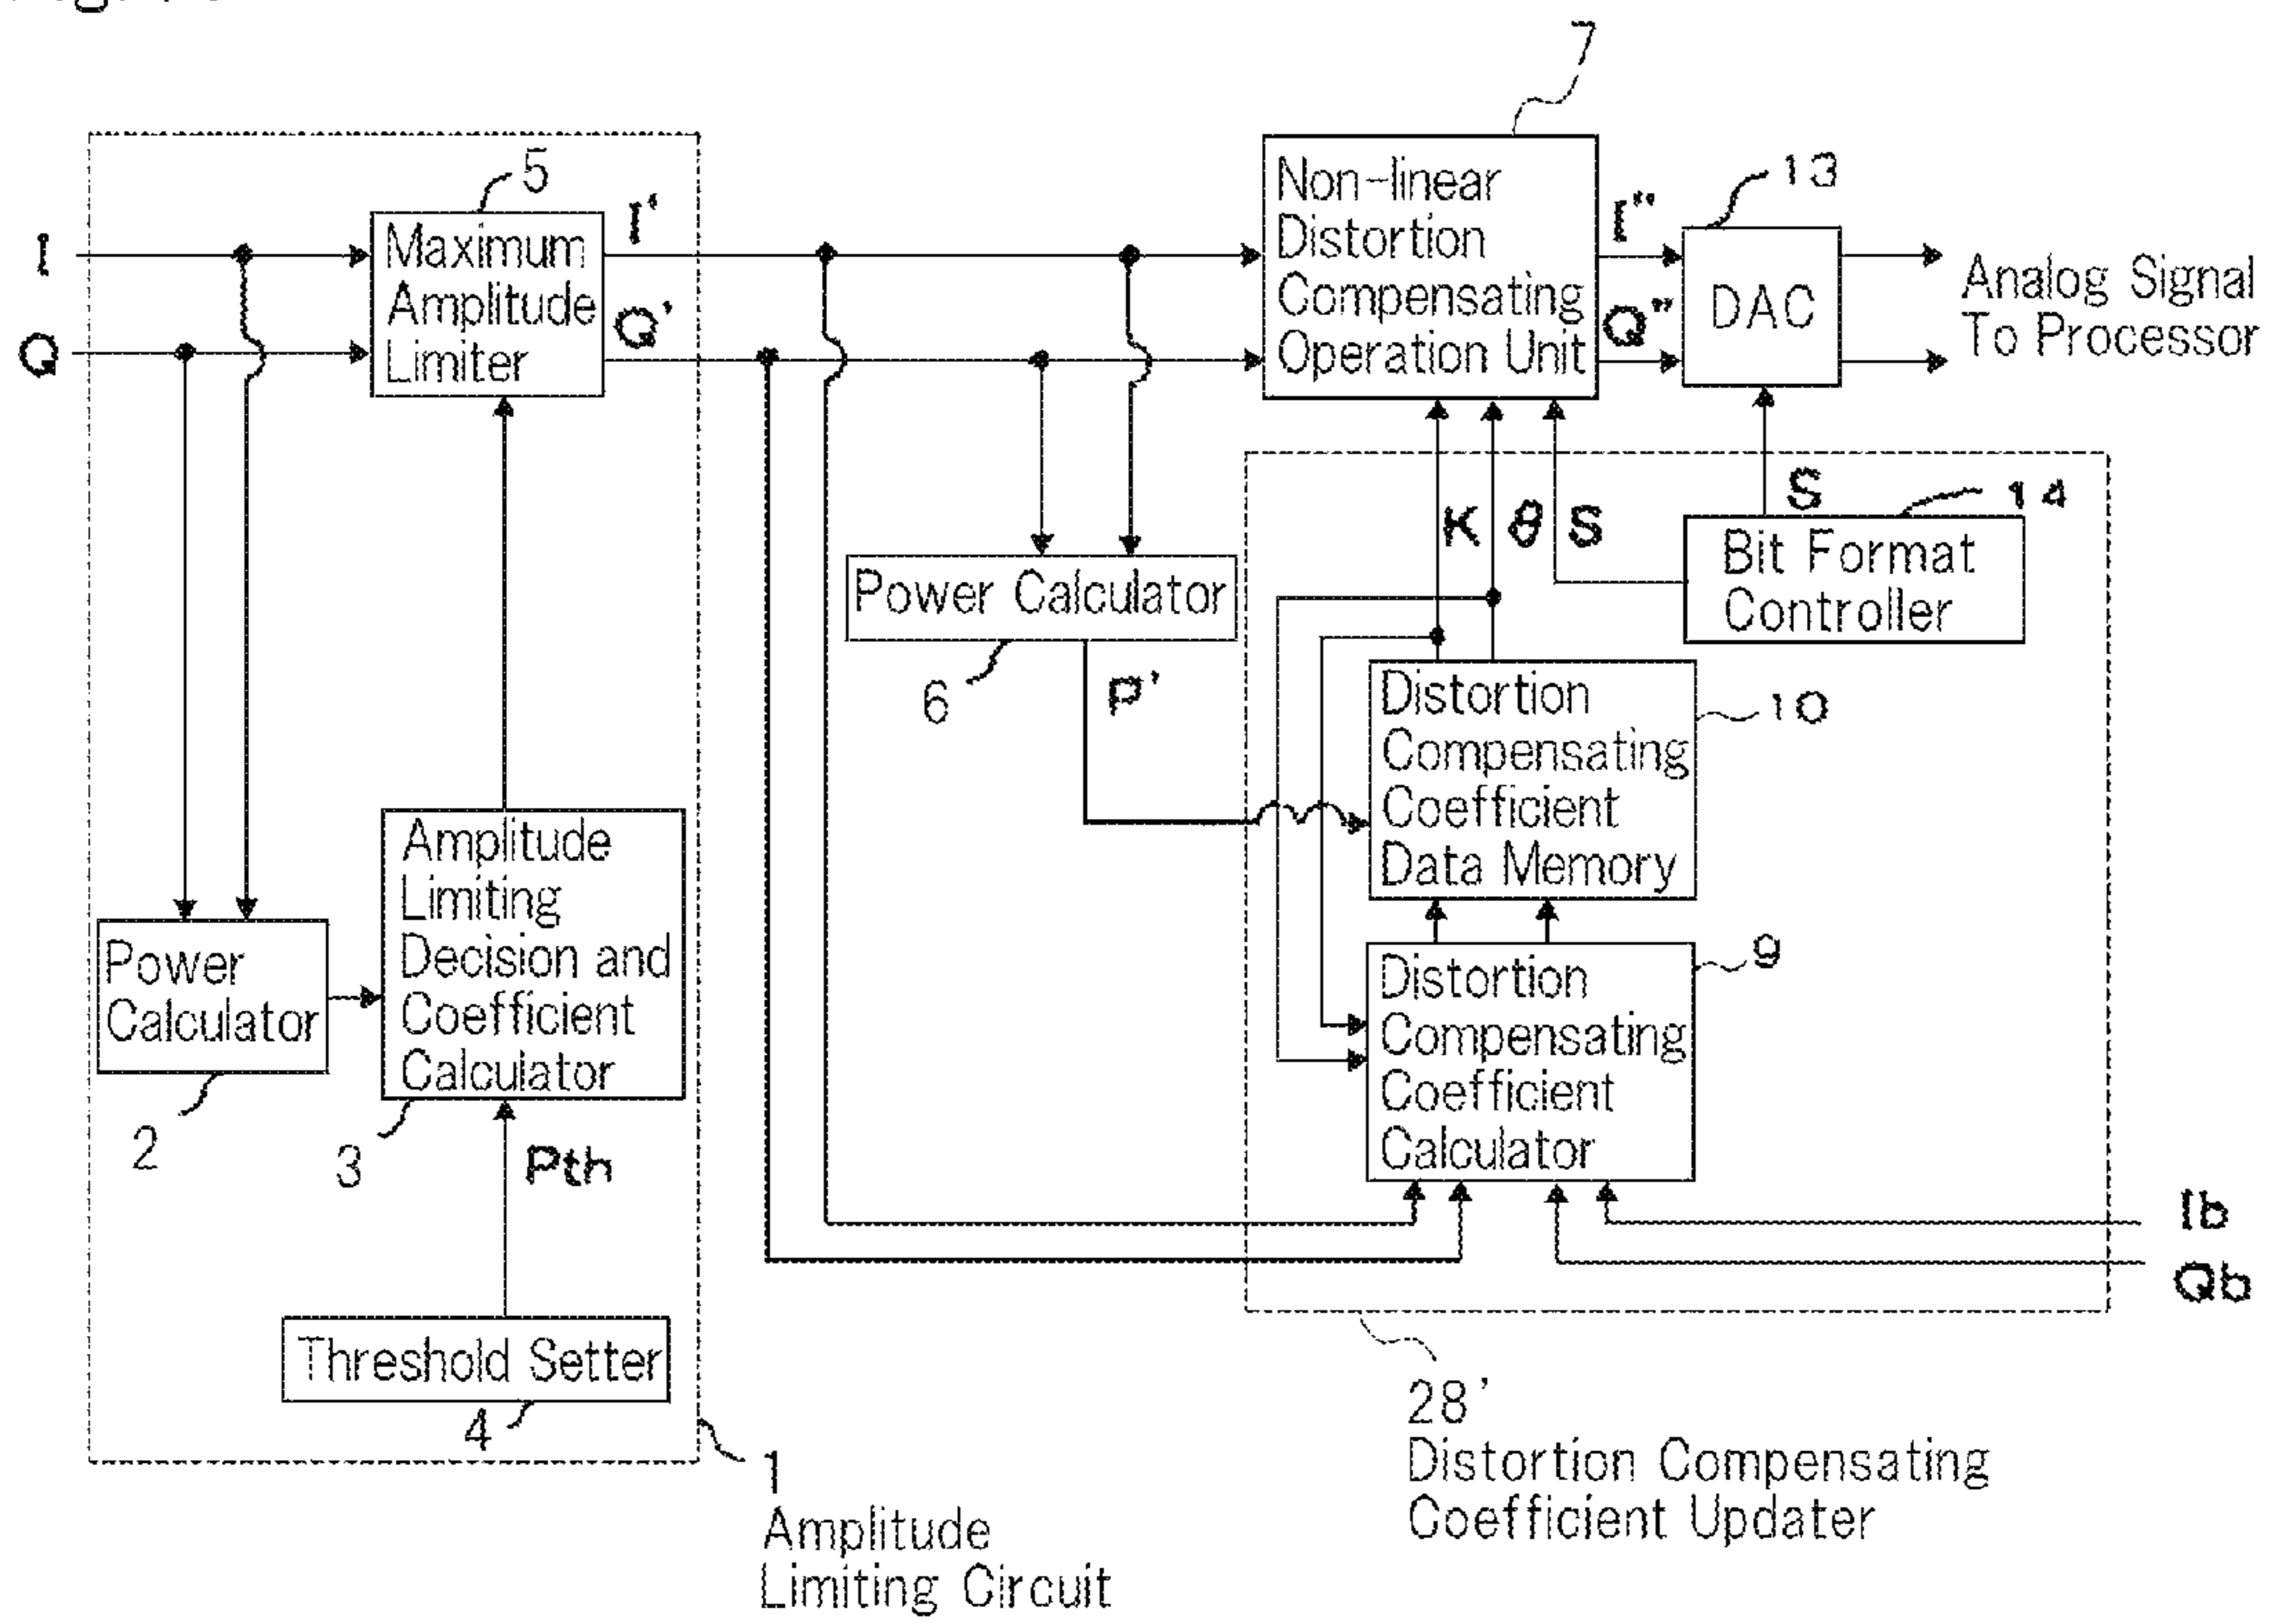 7
5
I'
Non-linear
Distortion
Compensating
Operation Unit
I"
13
I
Maximum
Amplitude
Limiter
Q
Q'
Q"
DAC
Analog Signal
To Processor
K θ S
S
14
Bit Format
Controller
Power Calculator
6
P'
Distortion
Compensating
Coefficient
Data Memory
10
Amplitude
Limiting
Decision and
Coefficient
Calculator
Power
Calculator
2
3
Pth
Distortion
Compensating
Coefficient
Calculator
9
Ib
Qb
Threshold Setter
4
1
Amplitude
Limiting Circuit
28'
Distortion Compensating
Coefficient Updater